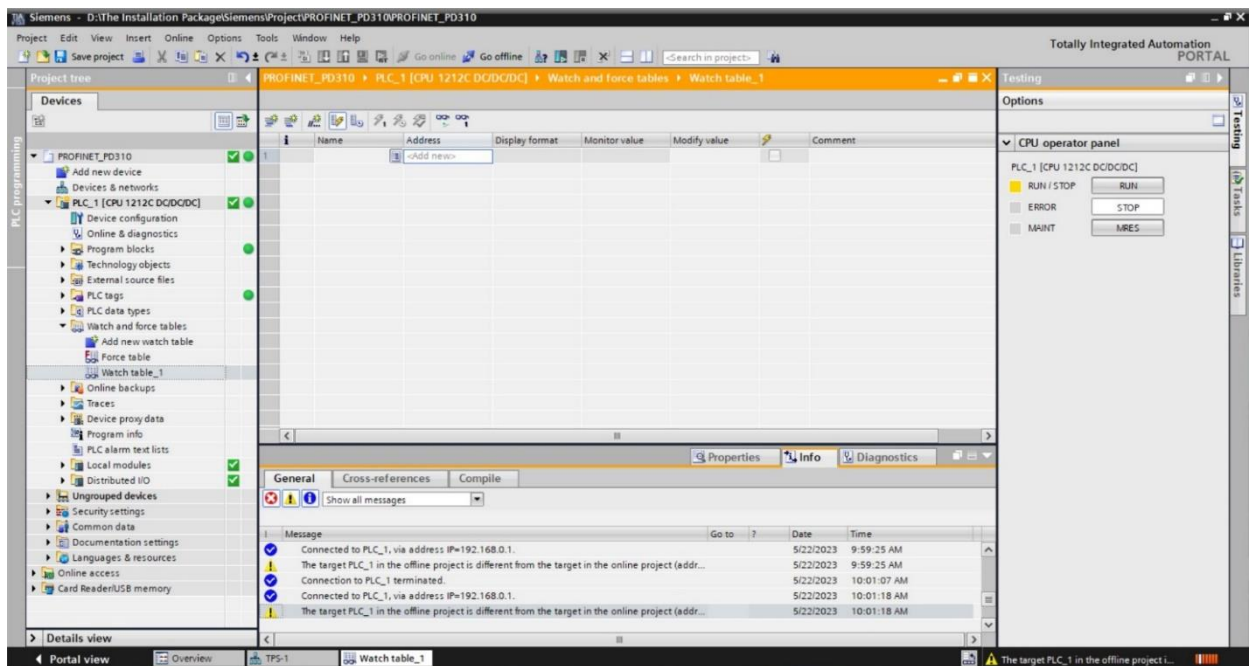 Siemens - D:\The Installation Package\Siemens\Project\PROFINET_PD310\PROFINET_PD310
Project Edit View Insert Online Options Tools Window Help
Totally Integrated Automation
PORTAL
Save project Go online Go offline <Search in project>
Project tree
Devices
PLC programming
PROFINET_PD310
Add new device
Devices & networks
PLC_1 [CPU 1212C DC/DC/DC]
Device configuration
Online & diagnostics
Program blocks
Technology objects
External source files
PLC tags
PLC data types
Watch and force tables
Add new watch table
Force table
Watch table_1
Online backups
Traces
Device proxy data
Program info
PLC alarm text lists
Local modules
Distributed I/O
Ungrouped devices
Security settings
Common data
Documentation settings
Languages & resources
Online access
Card Reader/USB memory
Details view
PROFINET_PD310 PLC_1 [CPU 1212C DC/DC/DC] Watch and force tables Watch table_1
i Name Address Display format Monitor value Modify value Comment
1 <Add new>
Properties Info Diagnostics
General Cross-references Compile
Show all messages
! Message Go to ? Date Time
Connected to PLC_1, via address IP=192.168.0.1. 5/22/2023 9:59:25 AM
The target PLC_1 in the offline project is different from the target in the online project (addr... 5/22/2023 9:59:25 AM
Connection to PLC_1 terminated. 5/22/2023 10:01:07 AM
Connected to PLC_1, via address IP=192.168.0.1. 5/22/2023 10:01:18 AM
The target PLC_1 in the offline project is different from the target in the online project (addr... 5/22/2023 10:01:18 AM
Testing
Options
CPU operator panel
PLC_1 [CPU 1212C DC/DC/DC]
RUN / STOP RUN
ERROR STOP
MAINT MRES
Testing
Tasks
Libraries
Portal view Overview TPS-1 Watch table_1 The target PLC_1 in the offline project i...